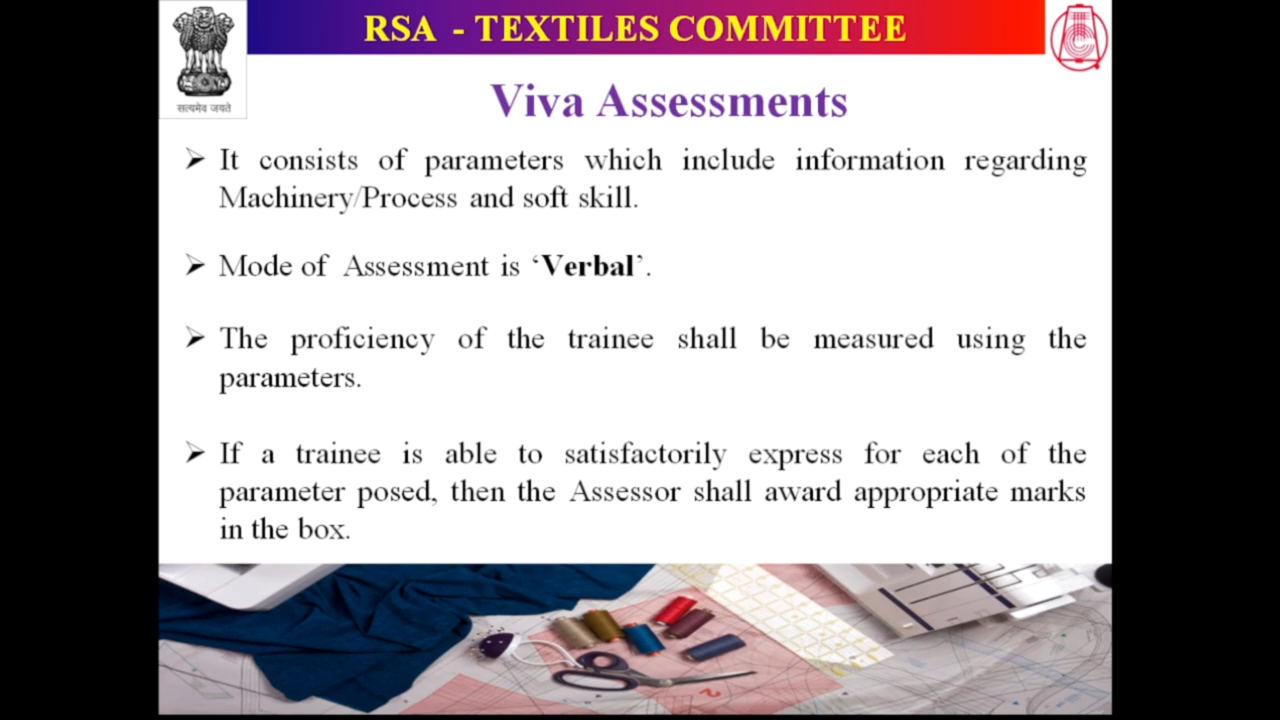 RSA - TEXTILES COMMITTEE
सत्यमेव जयते
Viva Assessments
➢ It consists of parameters which include information regarding
Machinery/Process and soft skill.
➢ Mode of Assessment is ‘Verbal’.
➢ The proficiency of the trainee shall be measured using the
parameters.
➢ If a trainee is able to satisfactorily express for each of the
parameter posed, then the Assessor shall award appropriate marks
in the box.